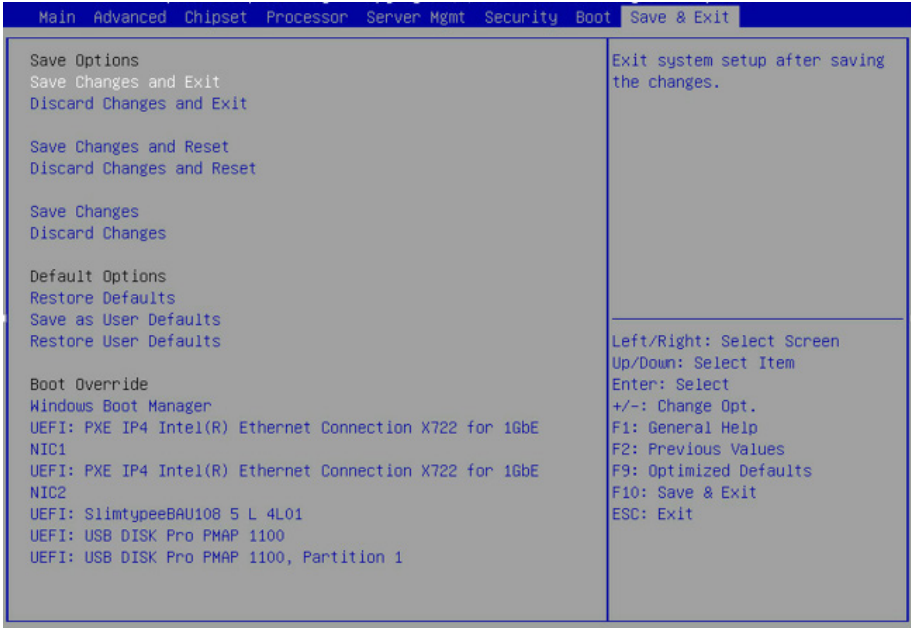 Main Advanced Chipset Processor Server Mgmt Security Boot Save & Exit
Save Options
Save Changes and Exit
Discard Changes and Exit
Save Changes and Reset
Discard Changes and Reset
Save Changes
Discard Changes
Default Options
Restore Defaults
Save as User Defaults
Restore User Defaults
Boot Override
Windows Boot Manager
UEFI: PXE IP4 Intel(R) Ethernet Connection X722 for 1GbE
NIC1
UEFI: PXE IP4 Intel(R) Ethernet Connection X722 for 1GbE
NIC2
UEFI: SlimtypeeBAU108 5 L 4L01
UEFI: USB DISK Pro PMAP 1100
UEFI: USB DISK Pro PMAP 1100, Partition 1
Exit system setup after saving
the changes.
Left/Right: Select Screen
Up/Down: Select Item
Enter: Select
+/-: Change Opt.
F1: General Help
F2: Previous Values
F9: Optimized Defaults
F10: Save & Exit
ESC: Exit